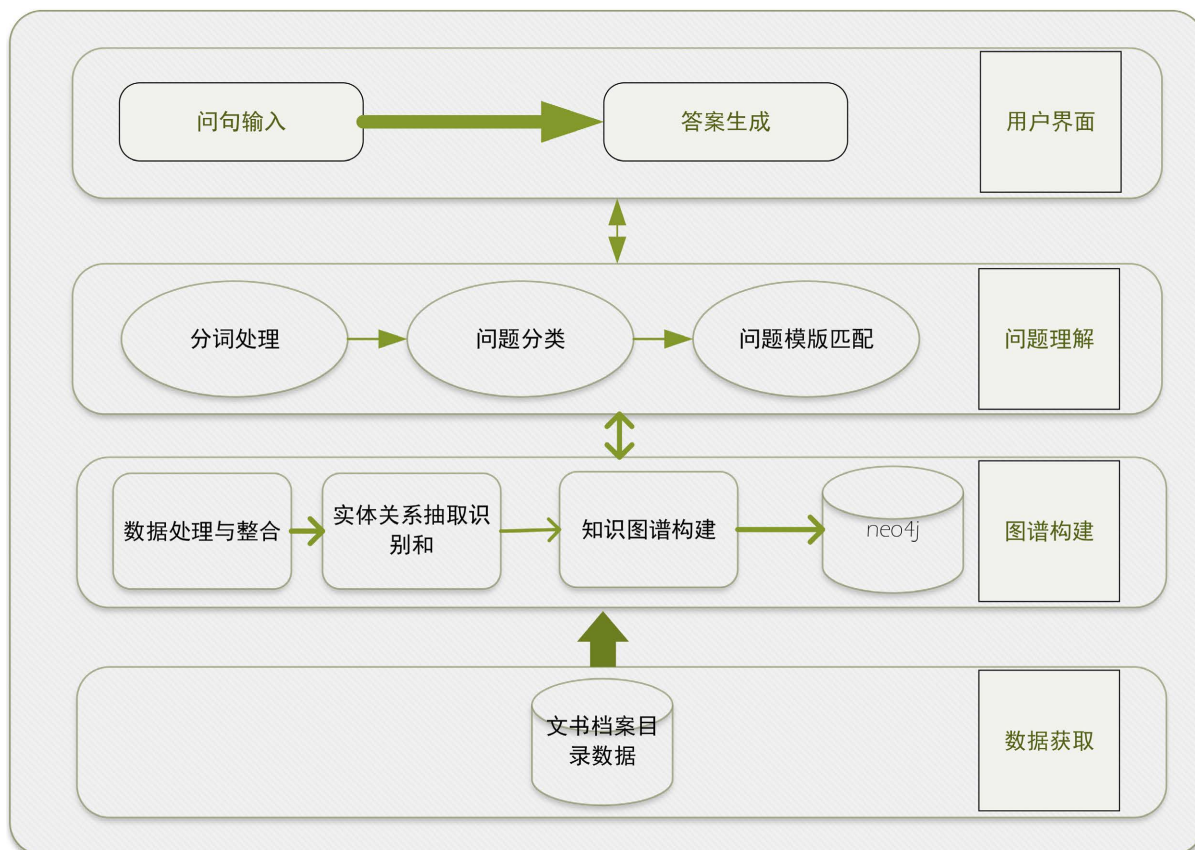 问句输入
答案生成
用户界面
分词处理
问题分类
问题模版匹配
问题理解
数据处理与整合
实体关系抽取识
别和
知识图谱构建
neo4j
图谱构建
文书档案目
录数据
数据获取